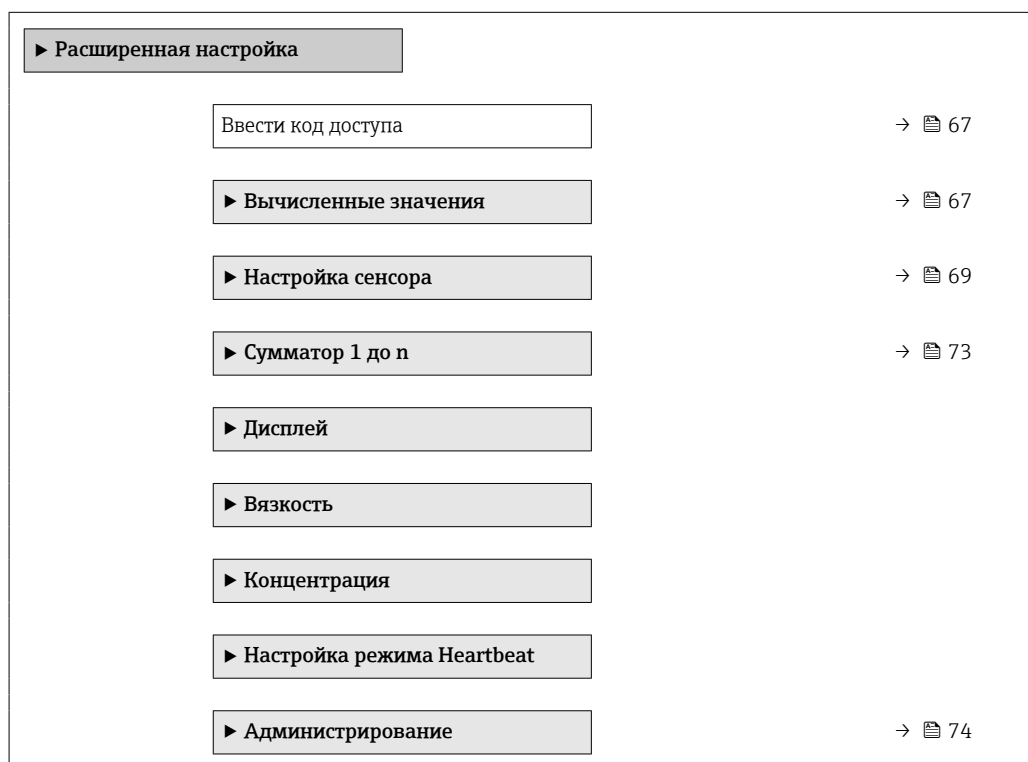 ▶ Расширенная настройка
Ввести код доступа → 67
▶ Вычисленные значения → 67
▶ Настройка сенсора → 69
▶ Сумматор 1 до n → 73
▶ Дисплей
▶ Вязкость
▶ Концентрация
▶ Настройка режима Heartbeat
▶ Администрирование → 74